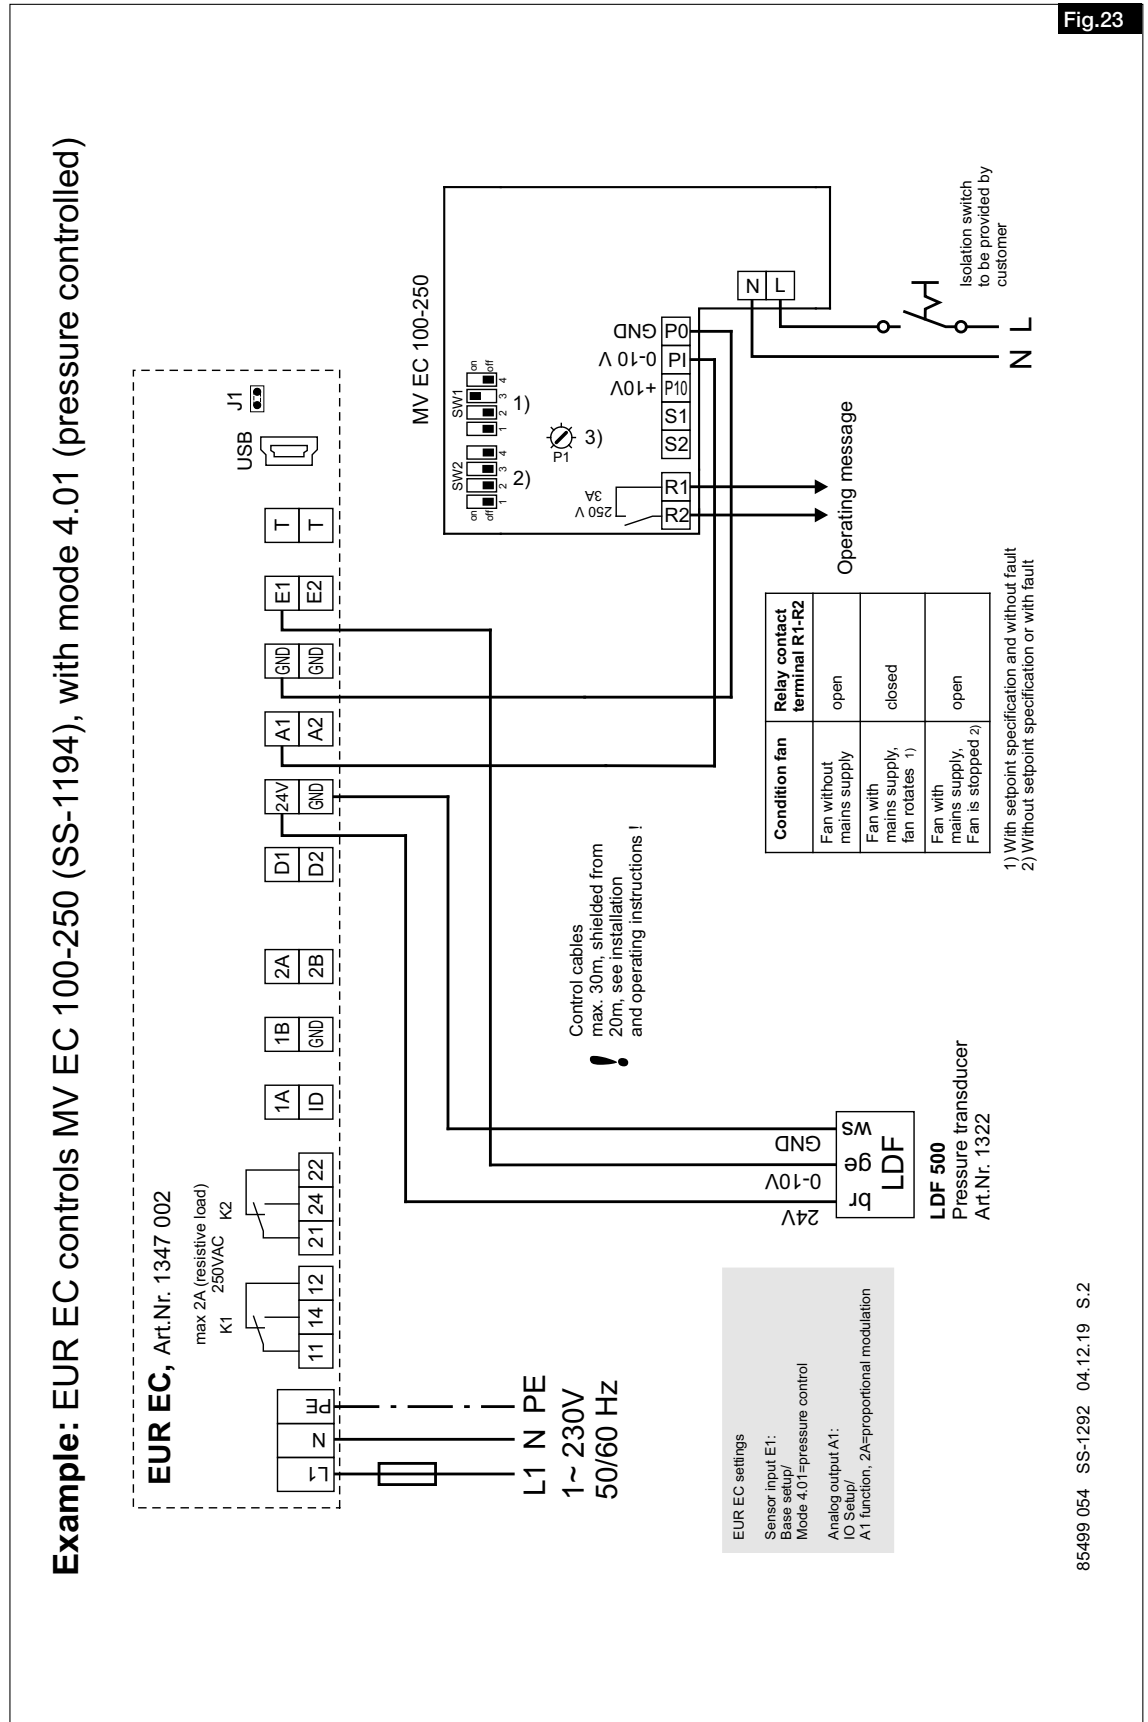 Fig.23
Example: EUR EC controls MV EC 100-250 (SS-1194), with mode 4.01 (pressure controlled)
EUR EC, Art.Nr. 1347 002
max 2A (resistive load)
250VAC
K1
K2
L1
N
PE
11
14
12
21
24
22
1A
ID
1B
GND
2A
2B
D1
D2
24V
GND
A1
A2
GND
GND
E1
E2
T
T
USB
J1
L1 N PE
1~ 230V
50/60 Hz
MV EC 100-250
SW2
on
off
1
2
3
4
2)
SW1
on
off
1
2
3
4
1)
P1
3)
250 V
3A
R2
R1
S2
S1
P10
PI
P0
+10V
0-10 V
GND
N
L
N
L
Isolation switch
to be provided by
customer
Operating message
Control cables
max. 30m, shielded from
20m, see installation
and operating instructions !
!
24V
0-10V
GND
br
ge
ws
LDF
LDF 500
Pressure transducer
Art.Nr. 1322
Condition fan
Relay contact
terminal R1-R2
Fan without
mains supply
open
Fan with
mains supply,
fan rotates 1)
closed
Fan with
mains supply,
Fan is stopped 2)
open
1) With setpoint specification and without fault
2) Without setpoint specification or with fault
EUR EC settings
Sensor input E1:
Base setup/
Mode 4.01=pressure control
Analog output A1:
IO Setup/
A1 function, 2A=proportional modulation
85499 054 SS-1292 04.12.19 S.2